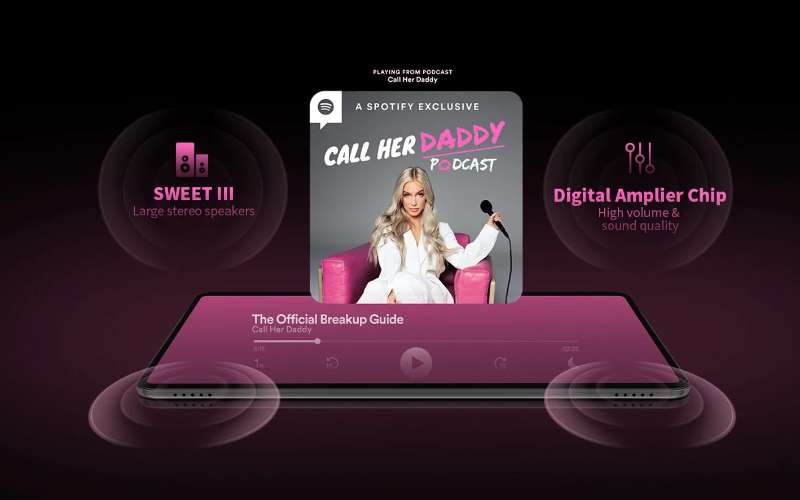 PLAYING FROM PODCAST
Call Her Daddy
A SPOTIFY EXCLUSIVE
CALL HER DADDY
PODCAST
SWEET III
Large stereo speakers
Digital Amplier Chip
High volume &
sound quality
The Official Breakup Guide
Call Her Daddy
1x